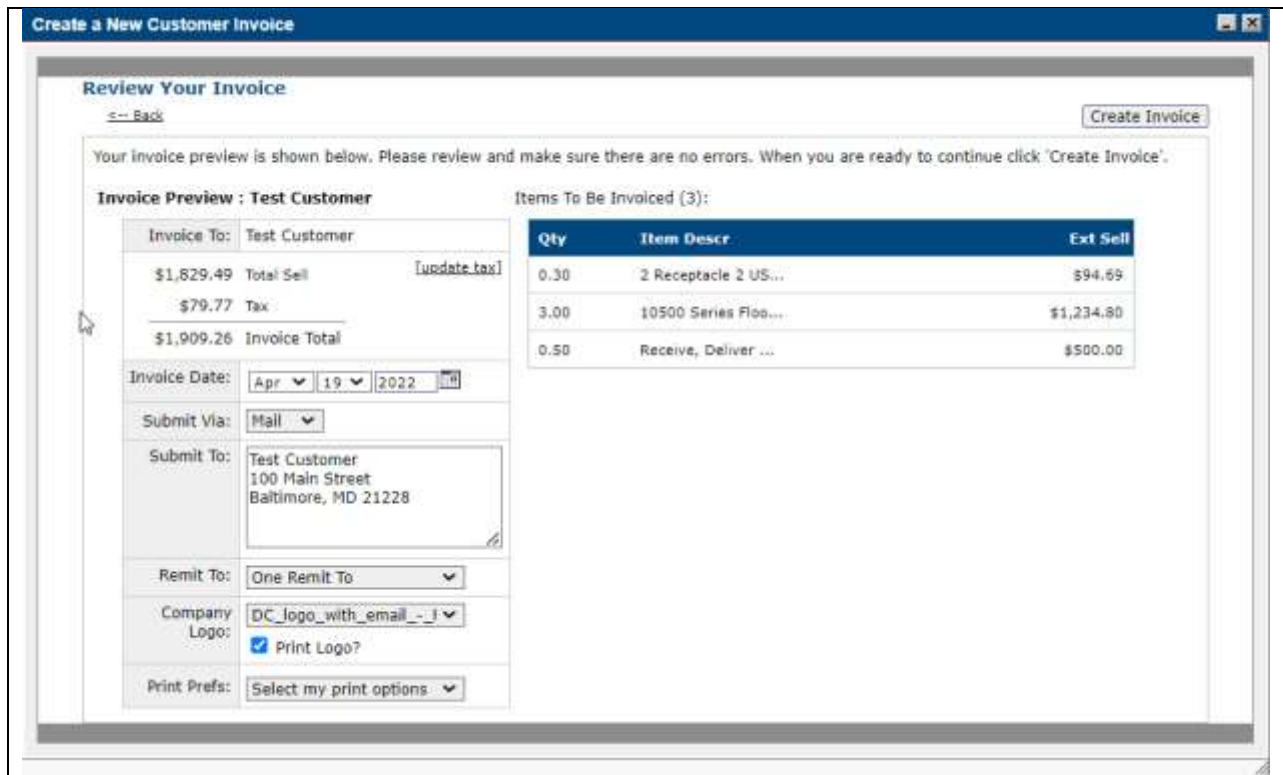 Create a New Customer Invoice
Review Your Invoice
<-- Back
Create Invoice
Your invoice preview is shown below. Please review and make sure there are no errors. When you are ready to continue click 'Create Invoice'.
Invoice Preview : Test Customer
Items To Be Invoiced (3):
Invoice To: Test Customer
$1,829.49 Total Sell [update tax]
$79.77 Tax
$1,909.26 Invoice Total
Invoice Date: Apr 19 2022
Submit Via: Mail
Submit To: Test Customer
100 Main Street
Baltimore, MD 21228
Remit To: One Remit To
Company Logo: DC_logo_with_email_-_
Print Logo?
Print Prefs: Select my print options
Qty Item Descr Ext Sell
0.30 2 Receptacle 2 US... $94.69
3.00 10500 Series Floo... $1,234.80
0.50 Receive, Deliver ... $500.00